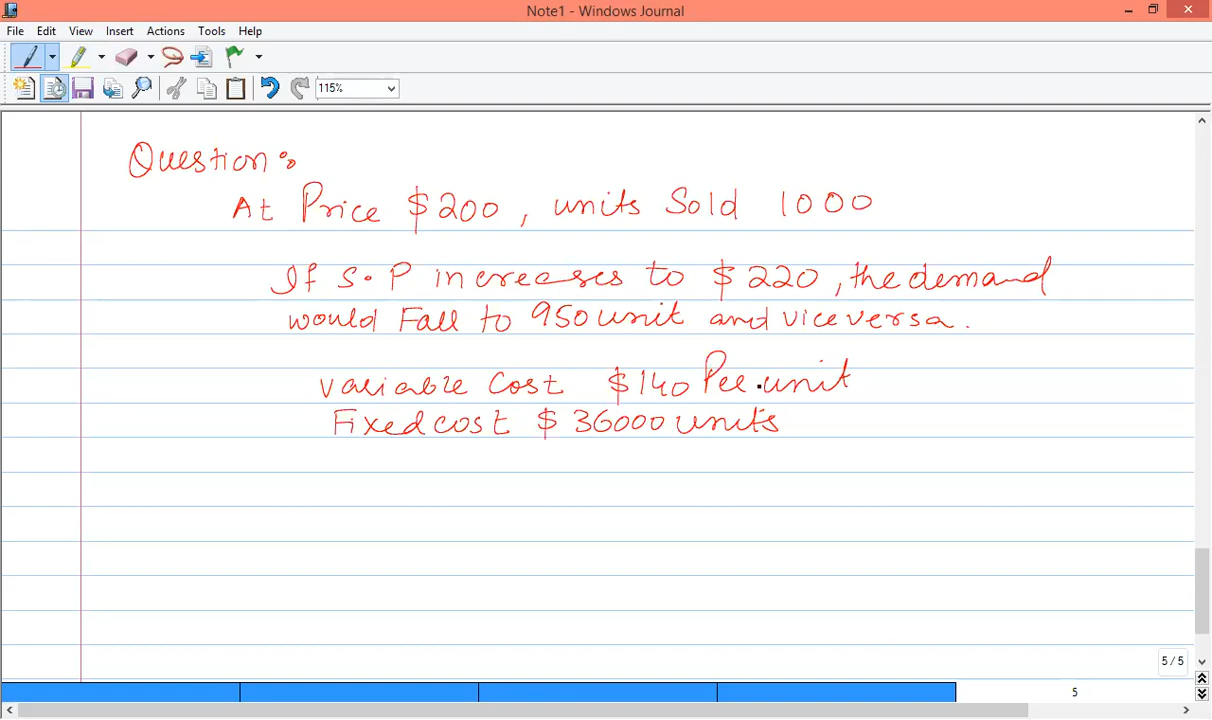 Note1 - Windows Journal
File Edit View Insert Actions Tools Help
115%
Question:
At Price $200, units Sold 1000
If S.P increases to $220, the demand
would Fall to 950 unit and vice versa.
variable Cost $140 Per unit
Fixed cost $36000 units
5 / 5
5